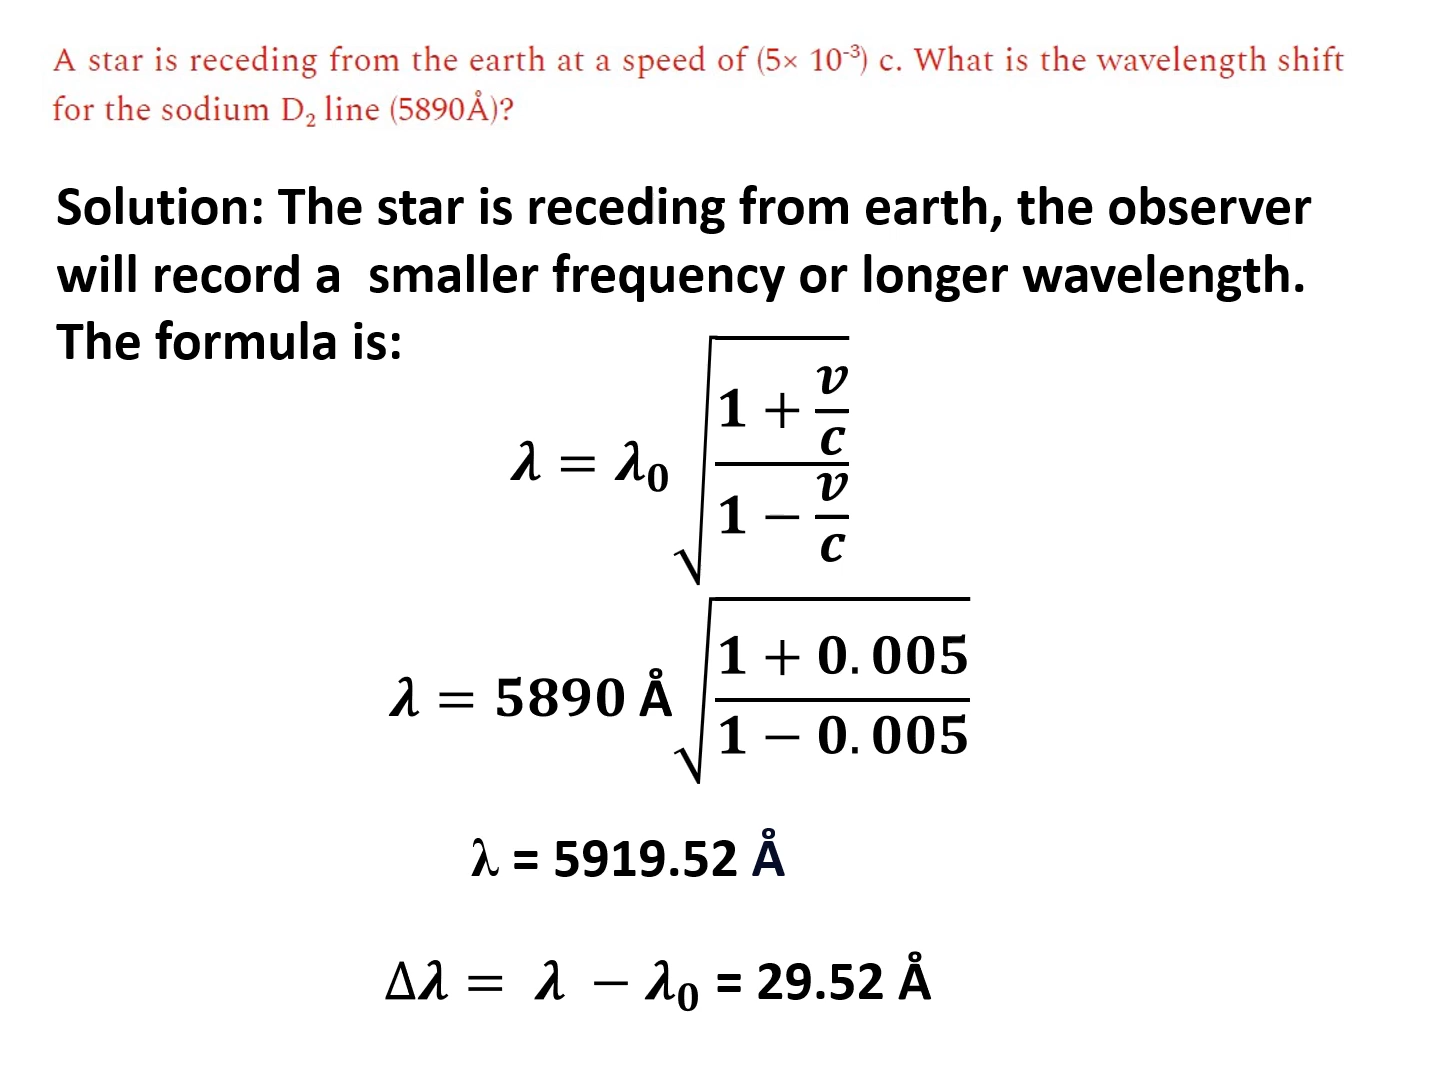 A star is receding from the earth at a speed of (5× 10⁻³) c. What is the wavelength shift
for the sodium D₂ line (5890Å)?
Solution: The star is receding from earth, the observer
will record a  smaller frequency or longer wavelength.
The formula is:
𝝀 = 𝝀₀ √((1 + v/c)/(1 − v/c))
𝝀 = 5890 Å √((1 + 0.005)/(1 − 0.005))
λ = 5919.52 Å
Δ𝝀 = 𝝀 − 𝝀₀ = 29.52 Å